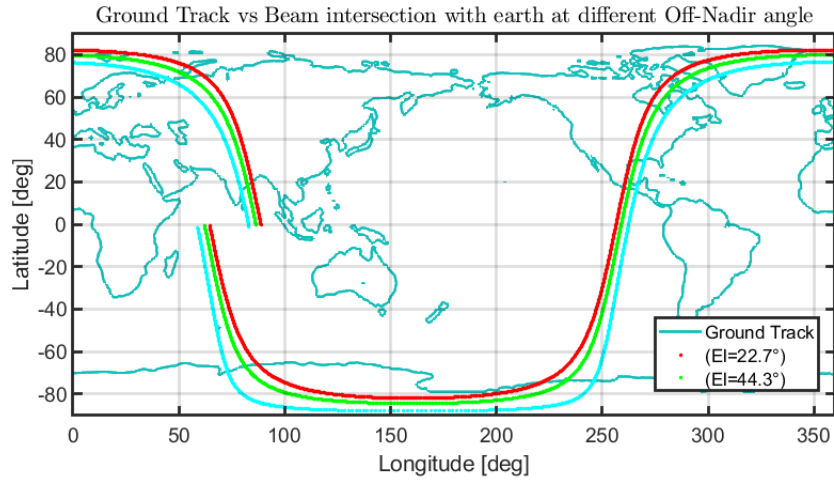 Ground Track vs Beam intersection with earth at different Off-Nadir angle
80
60
40
20
0
-20
-40
-60
-80
Latitude [deg]
Ground Track
(El=22.7°)
(El=44.3°)
0 50 100 150 200 250 300 350
Longitude [deg]